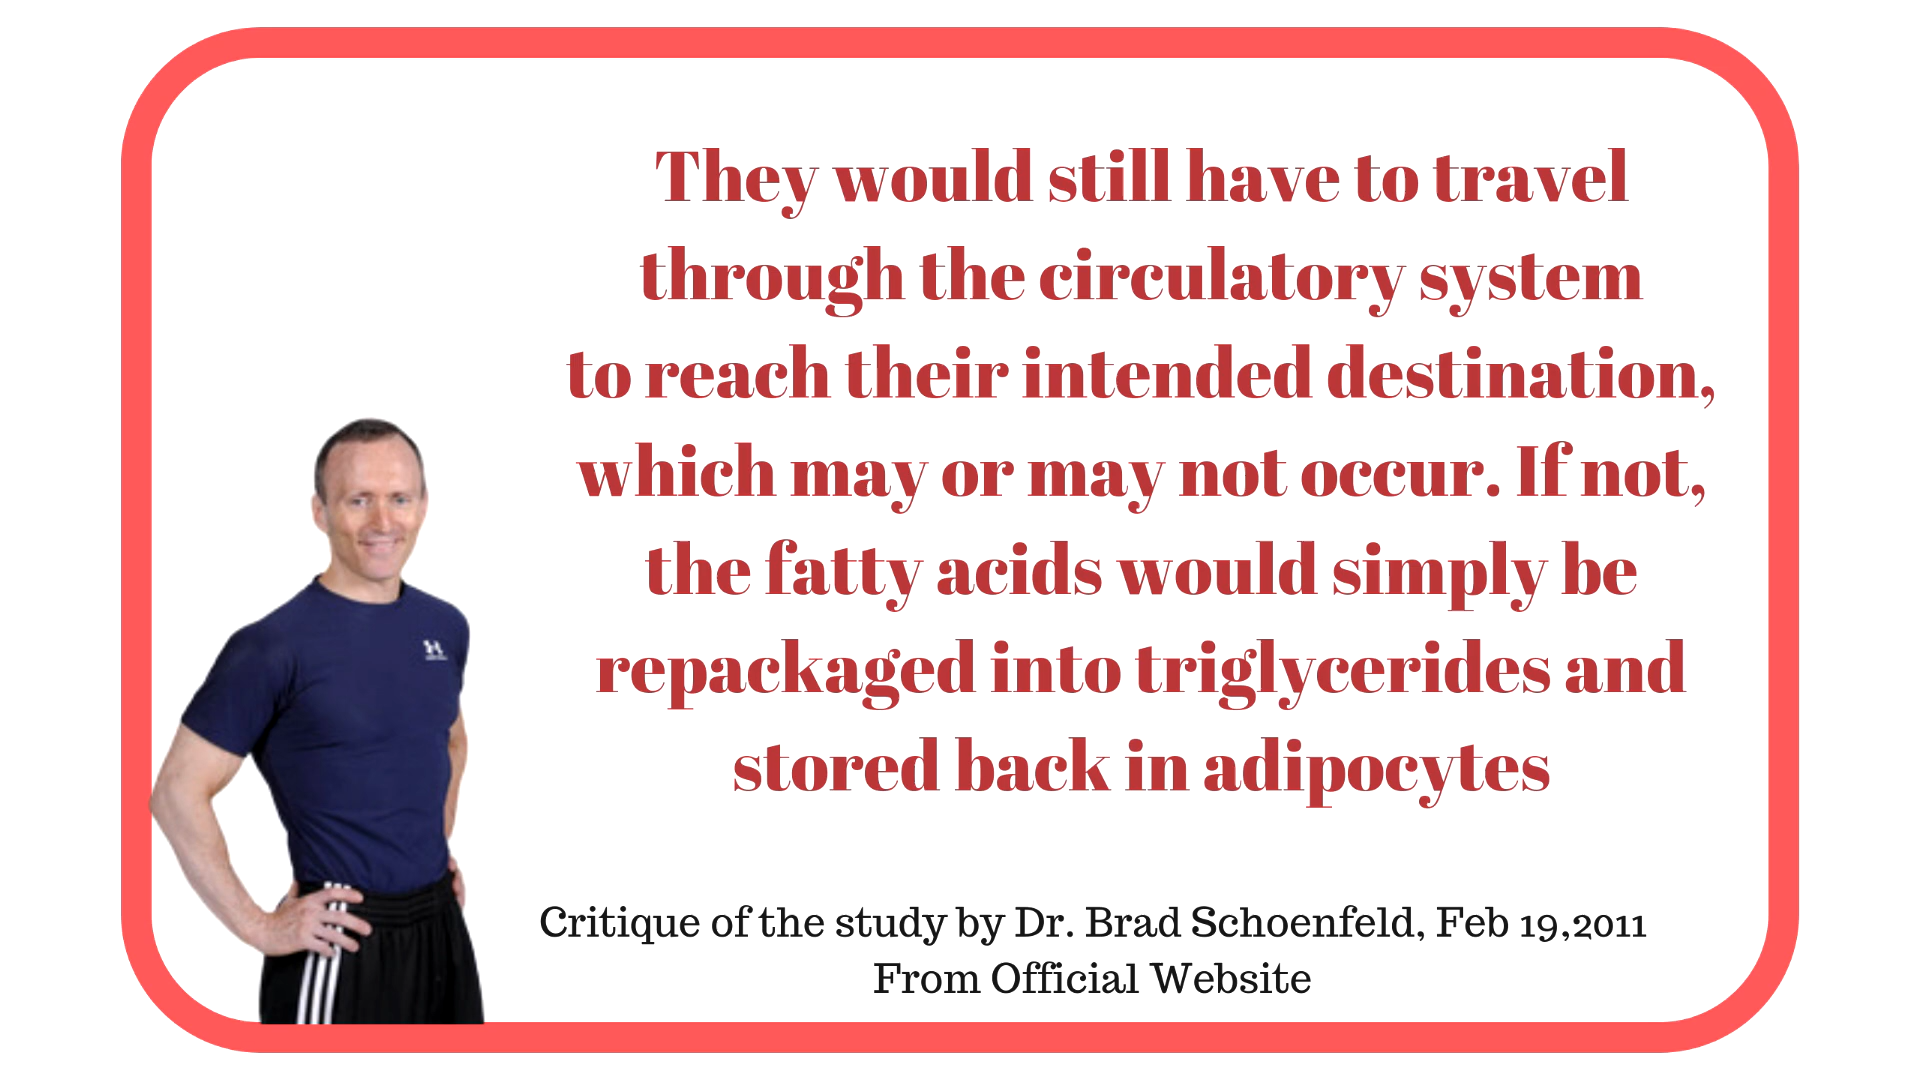 They would still have to travel
through the circulatory system
to reach their intended destination,
which may or may not occur. If not,
the fatty acids would simply be
repackaged into triglycerides and
stored back in adipocytes
Critique of the study by Dr. Brad Schoenfeld, Feb 19,2011
From Official Website